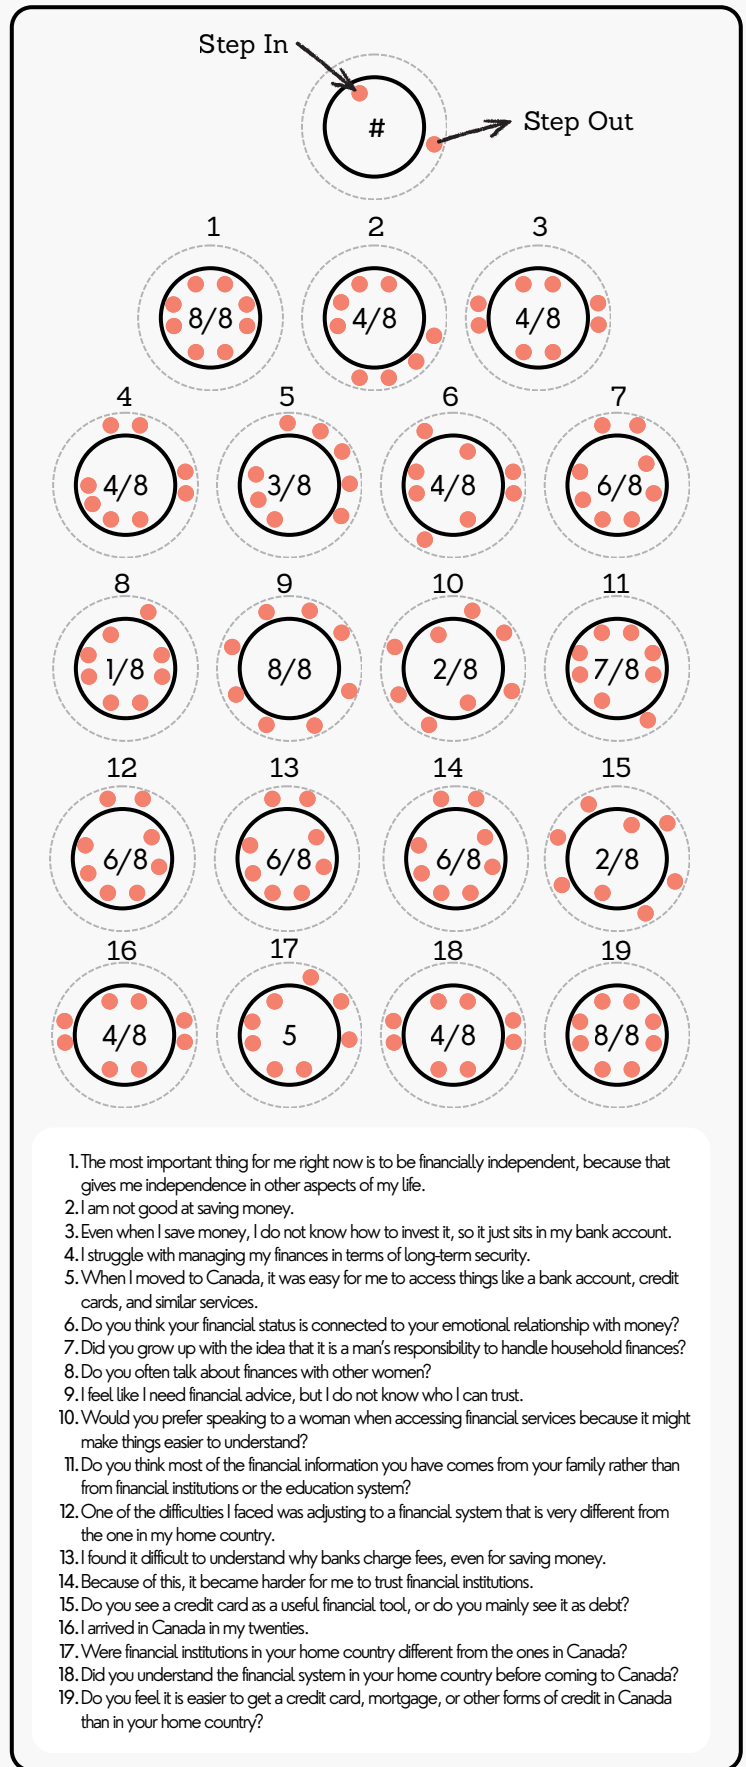 Step In
Step Out
#
1 2 3
8/8 4/8 4/8
4 5 6 7
4/8 3/8 4/8 6/8
8 9 10 11
1/8 8/8 2/8 7/8
12 13 14 15
6/8 6/8 6/8 2/8
16 17 18 19
4/8 5 4/8 8/8
1. The most important thing for me right now is to be financially independent, because that
gives me independence in other aspects of my life.
2. I am not good at saving money.
3. Even when I save money, I do not know how to invest it, so it just sits in my bank account.
4. I struggle with managing my finances in terms of long-term security.
5. When I moved to Canada, it was easy for me to access things like a bank account, credit
cards, and similar services.
6. Do you think your financial status is connected to your emotional relationship with money?
7. Did you grow up with the idea that it is a man's responsibility to handle household finances?
8. Do you often talk about finances with other women?
9. I feel like I need financial advice, but I do not know who I can trust.
10. Would you prefer speaking to a woman when accessing financial services because it might
make things easier to understand?
11. Do you think most of the financial information you have comes from your family rather than
from financial institutions or the education system?
12. One of the difficulties I faced was adjusting to a financial system that is very different from
the one in my home country.
13. I found it difficult to understand why banks charge fees, even for saving money.
14. Because of this, it became harder for me to trust financial institutions.
15. Do you see a credit card as a useful financial tool, or do you mainly see it as debt?
16. I arrived in Canada in my twenties.
17. Were financial institutions in your home country different from the ones in Canada?
18. Did you understand the financial system in your home country before coming to Canada?
19. Do you feel it is easier to get a credit card, mortgage, or other forms of credit in Canada
than in your home country?